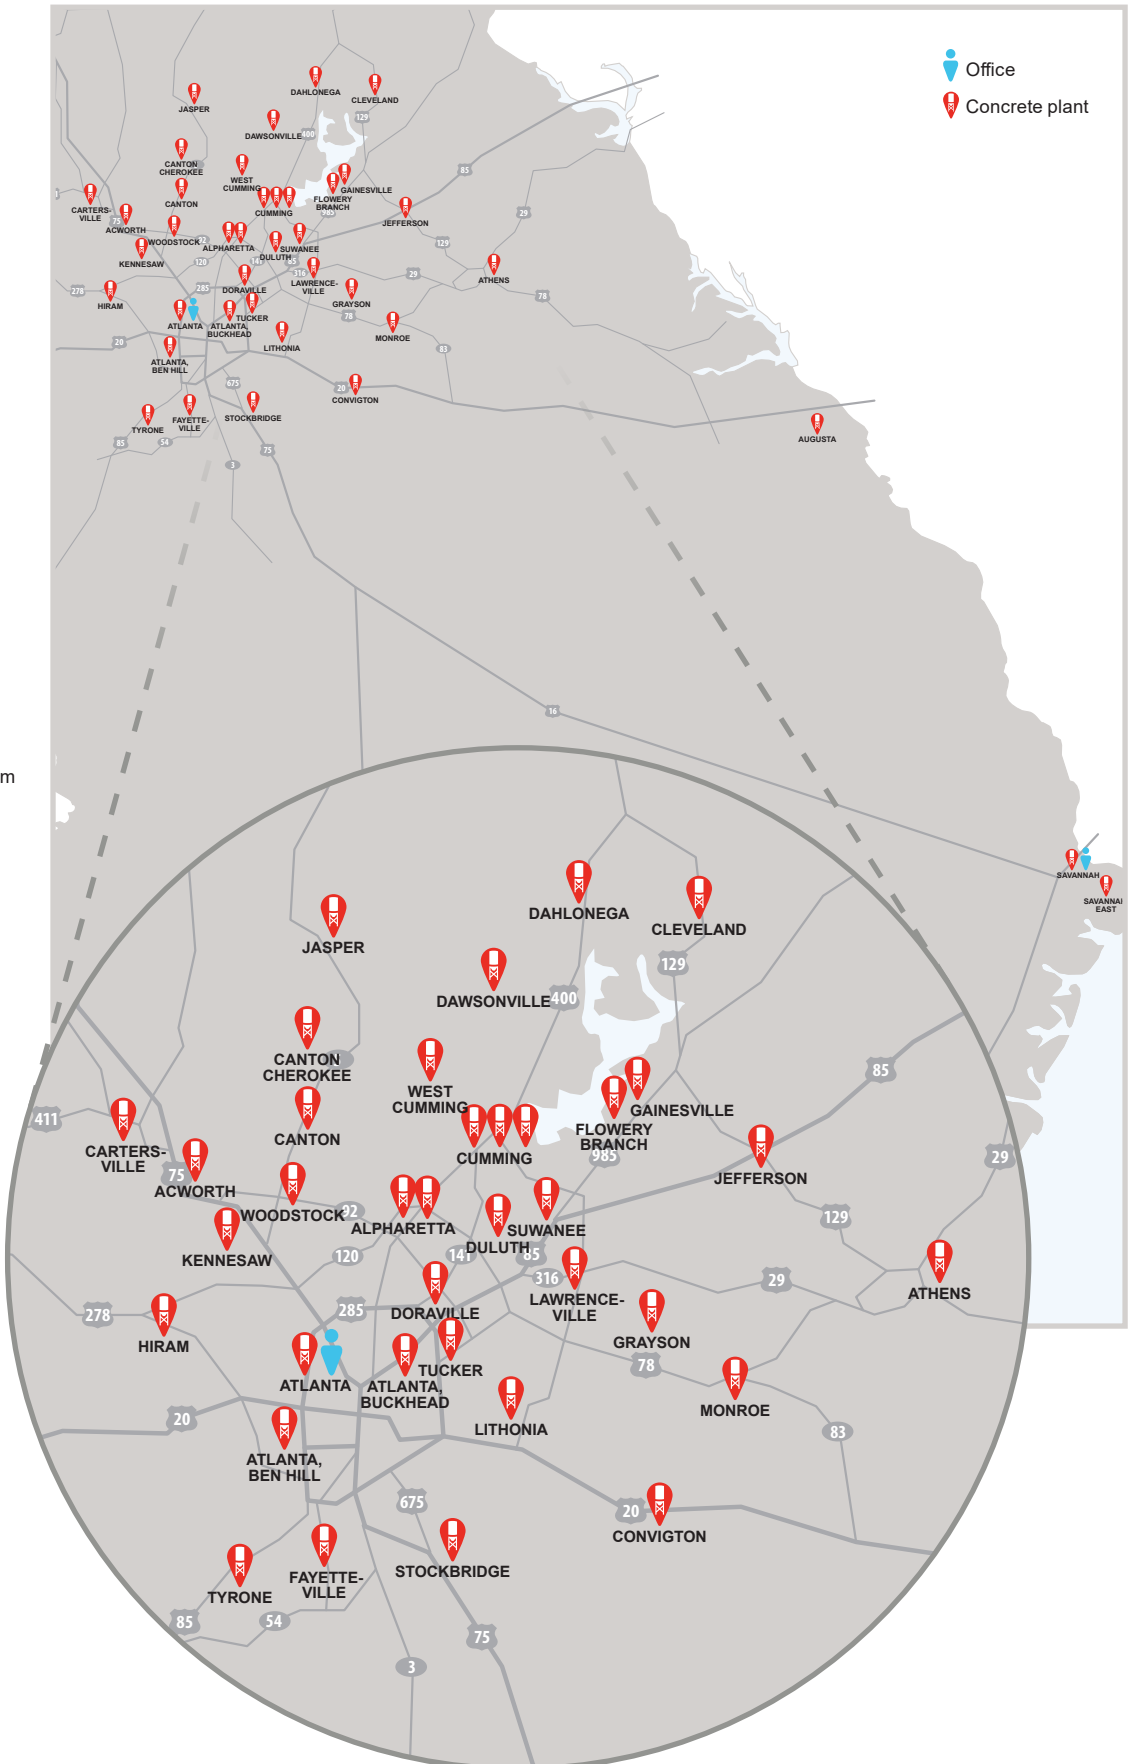 Office
Concrete plant
DAHLONEGA
CLEVELAND
JASPER
129
DAWSONVILLE
400
CANTON
CHEROKEE
85
WEST
CUMMING
GAINESVILLE
CANTON
FLOWERY
BRANCH
CARTERS-
VILLE
CUMMING
985
29
75
JEFFERSON
ACWORTH
WOODSTOCK
92
ALPHARETTA
SUWANEE
129
DULUTH
KENNESAW
120
141
85
316
29
ATHENS
LAWRENCE-
VILLE
278
285
DORAVILLE
78
HIRAM
GRAYSON
78
TUCKER
ATLANTA
ATLANTA,
BUCKHEAD
MONROE
20
LITHONIA
83
ATLANTA,
BEN HILL
675
20
CONVIGTON
FAYETTE-
VILLE
STOCKBRIDGE
TYRONE
AUGUSTA
85
54
75
3
16
m
SAVANNAH
SAVANNAH
EAST
DAHLONEGA
CLEVELAND
JASPER
129
DAWSONVILLE
400
CANTON
CHEROKEE
85
WEST
CUMMING
GAINESVILLE
411
CANTON
FLOWERY
BRANCH
CARTERS-
VILLE
CUMMING
985
29
75
JEFFERSON
ACWORTH
WOODSTOCK
92
ALPHARETTA
129
SUWANEE
DULUTH
KENNESAW
120
141
85
316
29
ATHENS
LAWRENCE-
VILLE
278
285
DORAVILLE
HIRAM
GRAYSON
TUCKER
78
ATLANTA
ATLANTA,
BUCKHEAD
MONROE
20
LITHONIA
83
ATLANTA,
BEN HILL
675
20
CONVIGTON
STOCKBRIDGE
FAYETTE-
VILLE
TYRONE
85
54
75
3